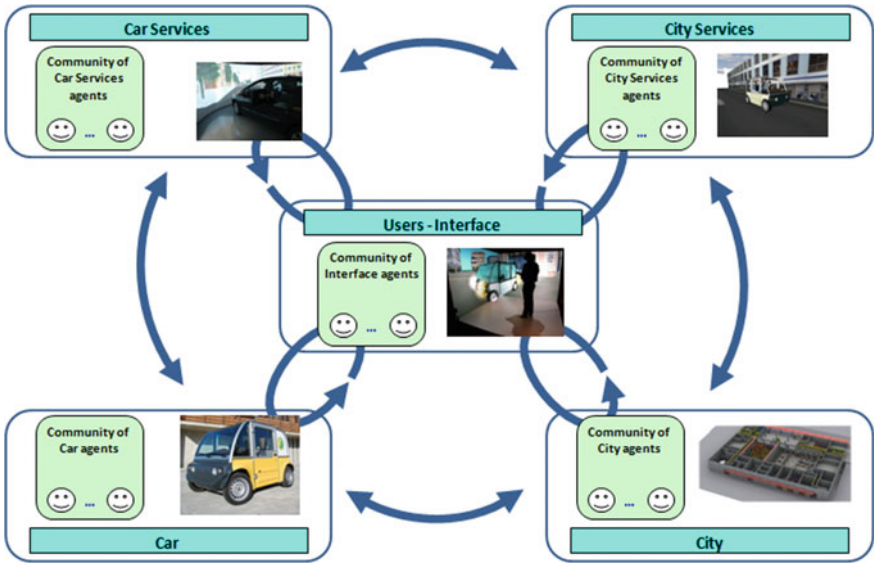 Car Services
Community of
Car Services
agents
...
City Services
Community of
City Services
agents
...
Users - Interface
Community of
Interface agents
...
Community of
Car agents
...
Car
Community of
City agents
...
City